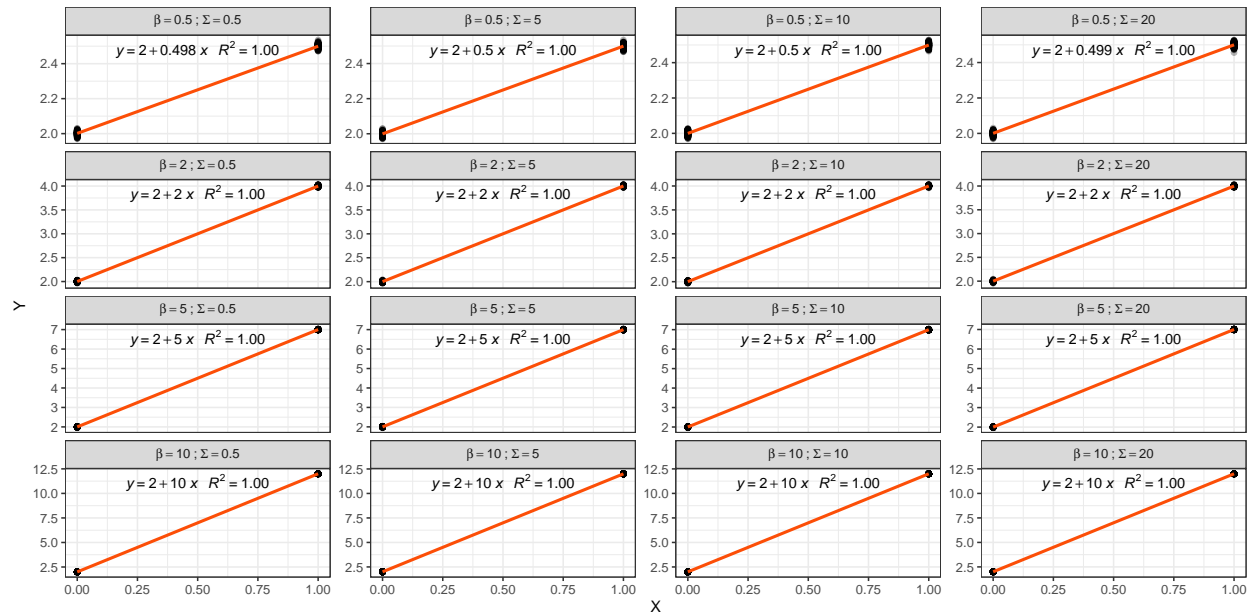 β = 0.5 ; Σ = 0.5
β = 0.5 ; Σ = 5
β = 0.5 ; Σ = 10
β = 0.5 ; Σ = 20
y = 2 + 0.498 x R² = 1.00
y = 2 + 0.5 x R² = 1.00
y = 2 + 0.5 x R² = 1.00
y = 2 + 0.499 x R² = 1.00
2.4
2.2
2.0
β = 2 ; Σ = 0.5
β = 2 ; Σ = 5
β = 2 ; Σ = 10
β = 2 ; Σ = 20
y = 2 + 2 x R² = 1.00
y = 2 + 2 x R² = 1.00
y = 2 + 2 x R² = 1.00
y = 2 + 2 x R² = 1.00
4.0
3.5
3.0
2.5
2.0
Y
β = 5 ; Σ = 0.5
β = 5 ; Σ = 5
β = 5 ; Σ = 10
β = 5 ; Σ = 20
y = 2 + 5 x R² = 1.00
y = 2 + 5 x R² = 1.00
y = 2 + 5 x R² = 1.00
y = 2 + 5 x R² = 1.00
7
6
5
4
3
2
β = 10 ; Σ = 0.5
β = 10 ; Σ = 5
β = 10 ; Σ = 10
β = 10 ; Σ = 20
y = 2 + 10 x R² = 1.00
y = 2 + 10 x R² = 1.00
y = 2 + 10 x R² = 1.00
y = 2 + 10 x R² = 1.00
12.5
10.0
7.5
5.0
2.5
0.00 0.25 0.50 0.75 1.00
0.00 0.25 0.50 0.75 1.00
0.00 0.25 0.50 0.75 1.00
0.00 0.25 0.50 0.75 1.00
X